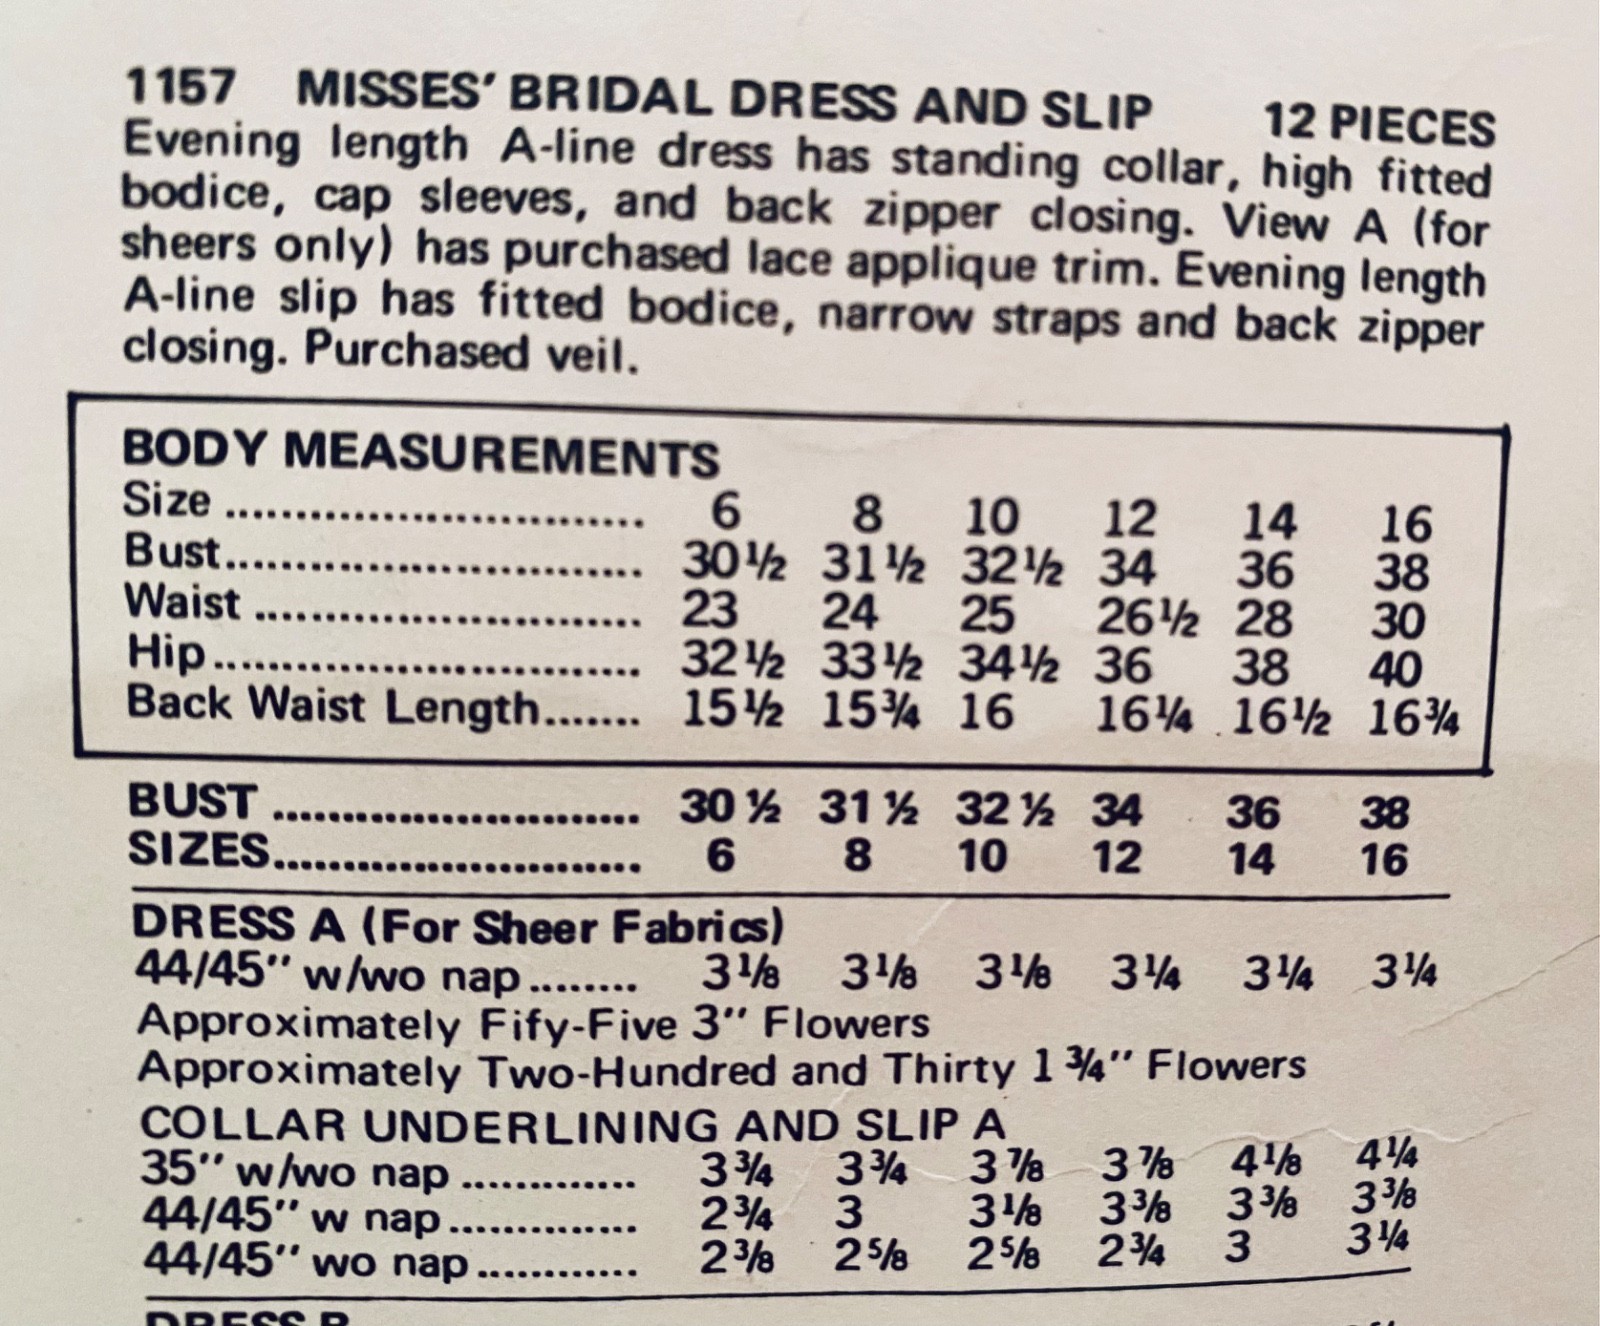 1157 MISSES' BRIDAL DRESS AND SLIP 12 PIECES
Evening length A-line dress has standing collar, high fitted
bodice, cap sleeves, and back zipper closing. View A (for
sheers only) has purchased lace applique trim. Evening length
A-line slip has fitted bodice, narrow straps and back zipper
closing. Purchased veil.
BODY MEASUREMENTS
Size .............................. 6 8 10 12 14 16
Bust.............................. 30½ 31½ 32½ 34 36 38
Waist ............................ 23 24 25 26½ 28 30
Hip............................... 32½ 33½ 34½ 36 38 40
Back Waist Length....... 15½ 15¾ 16 16¼ 16½ 16¾
BUST ........................... 30 ½ 31 ½ 32 ½ 34 36 38
SIZES........................... 6 8 10 12 14 16
DRESS A (For Sheer Fabrics)
44/45" w/wo nap ........ 3⅛ 3⅛ 3⅛ 3¼ 3¼ 3¼
Approximately Fify-Five 3" Flowers
Approximately Two-Hundred and Thirty 1 ¾" Flowers
COLLAR UNDERLINING AND SLIP A
35" w/wo nap ............. 3¾ 3¾ 3⅞ 3⅞ 4⅛ 4¼
44/45" w nap .............. 2¾ 3 3⅛ 3⅜ 3⅜ 3⅜
44/45" wo nap ............ 2⅜ 2⅝ 2⅝ 2¾ 3 3¼
DRESS B